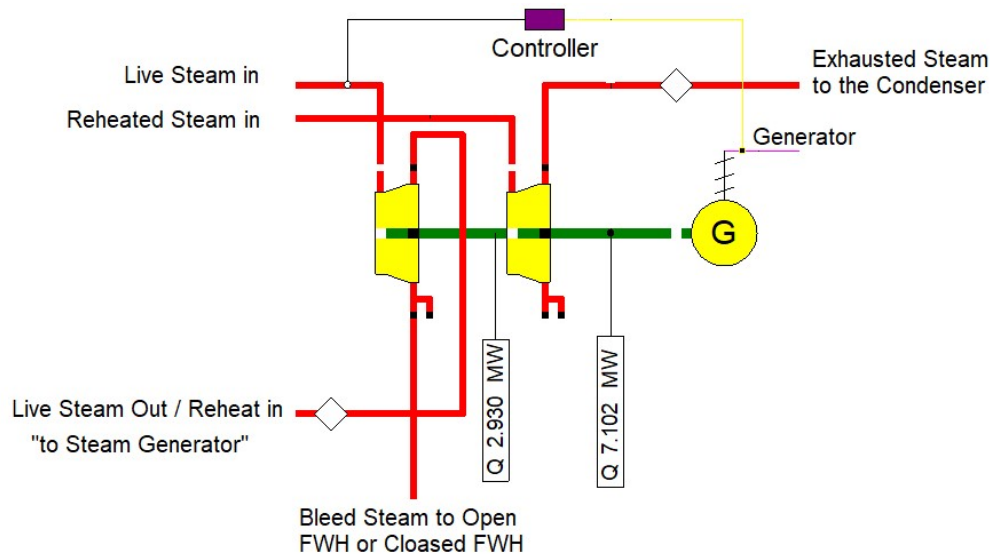 Controller
Live Steam in
Exhausted Steam
to the Condenser
Reheated Steam in
Generator
G
Q 2.930 MW
Q 7.102 MW
Live Steam Out / Reheat in
"to Steam Generator"
Bleed Steam to Open
FWH or Cloased FWH